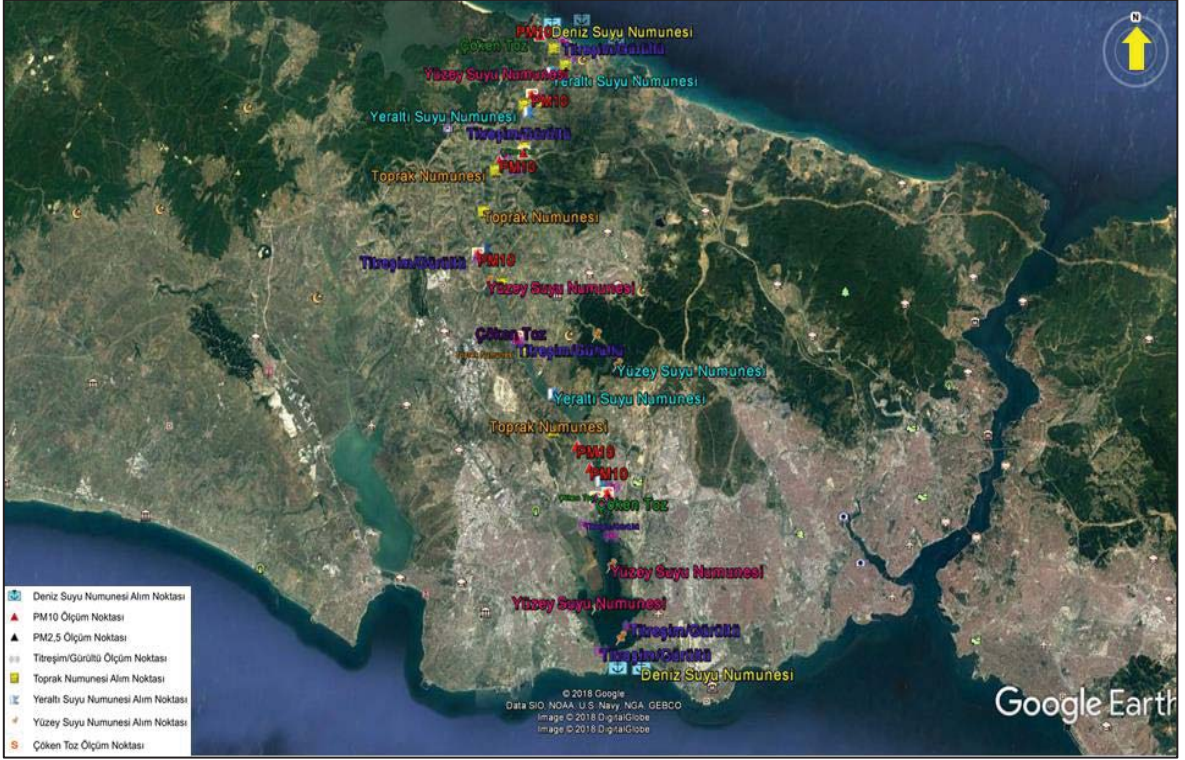 N
PM10
Deniz Suyu Numunesi
Çöken Toz
Titreşim/Gürültü
Yüzey Suyu Numunesi
Yeraltı Suyu Numunesi
PM10
Yeraltı Suyu Numunesi
Titreşim/Gürültü
PM10
Toprak Numunesi
Toprak Numunesi
Titreşim/Gürültü
PM10
Yüzey Suyu Numunesi
Çöken Toz
Titreşim/Gürültü
Yüzey Suyu Numunesi
Yeraltı Suyu Numunesi
Toprak Numunesi
PM10
PM10
Çöken Toz
Yüzey Suyu Numunesi
Yüzey Suyu Numunesi
Titreşim/Gürültü
Titreşim/Gürültü
Deniz Suyu Numunesi
Deniz Suyu Numunesi Alım Noktası
PM10 Ölçüm Noktası
PM2,5 Ölçüm Noktası
Titreşim/Gürültü Ölçüm Noktası
Toprak Numunesi Alım Noktası
Yeraltı Suyu Numunesi Alım Noktası
Yüzey Suyu Numunesi Alım Noktası
S Çöken Toz Ölçüm Noktası
© 2018 Google
Data SIO, NOAA, U.S. Navy, NGA, GEBCO
Image © 2018 DigitalGlobe
Image © 2018 DigitalGlobe
Google Earth